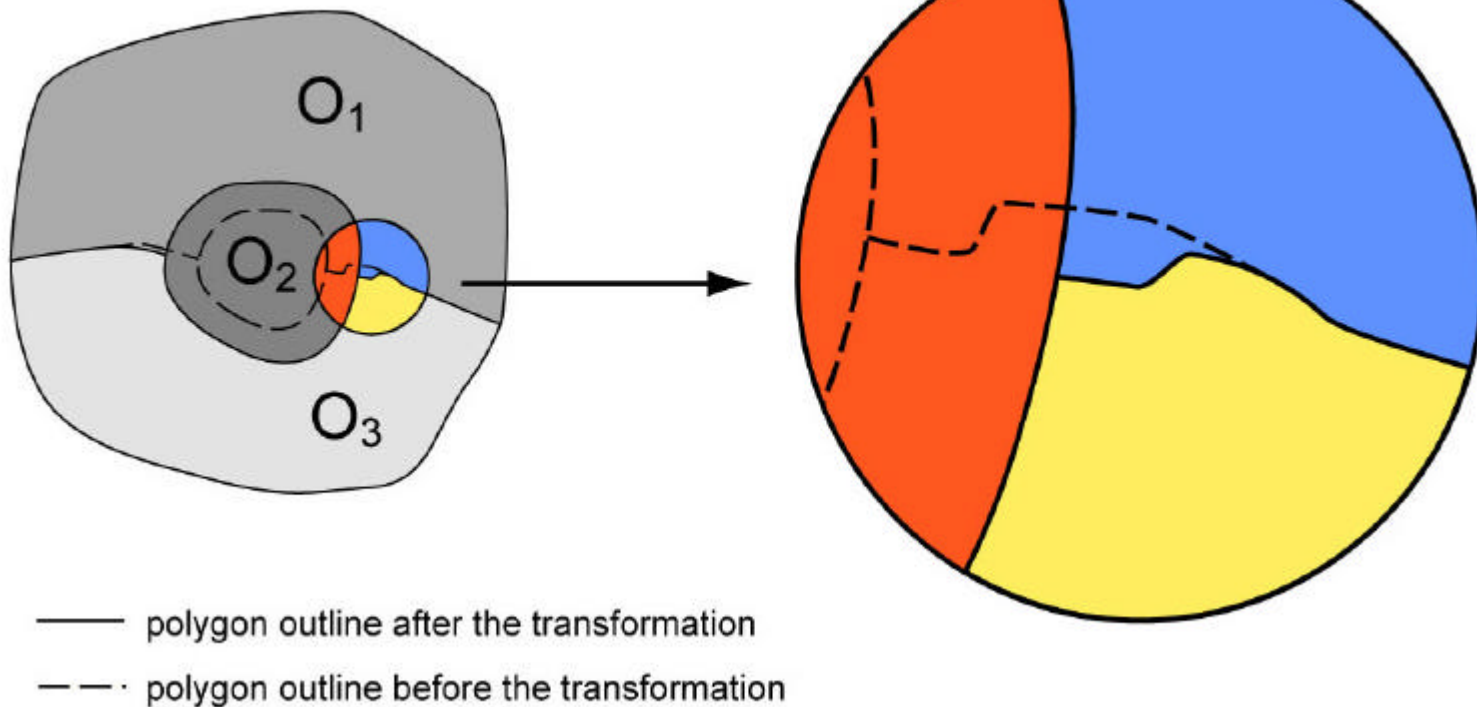 O₁
O₂
O₃
polygon outline after the transformation
polygon outline before the transformation